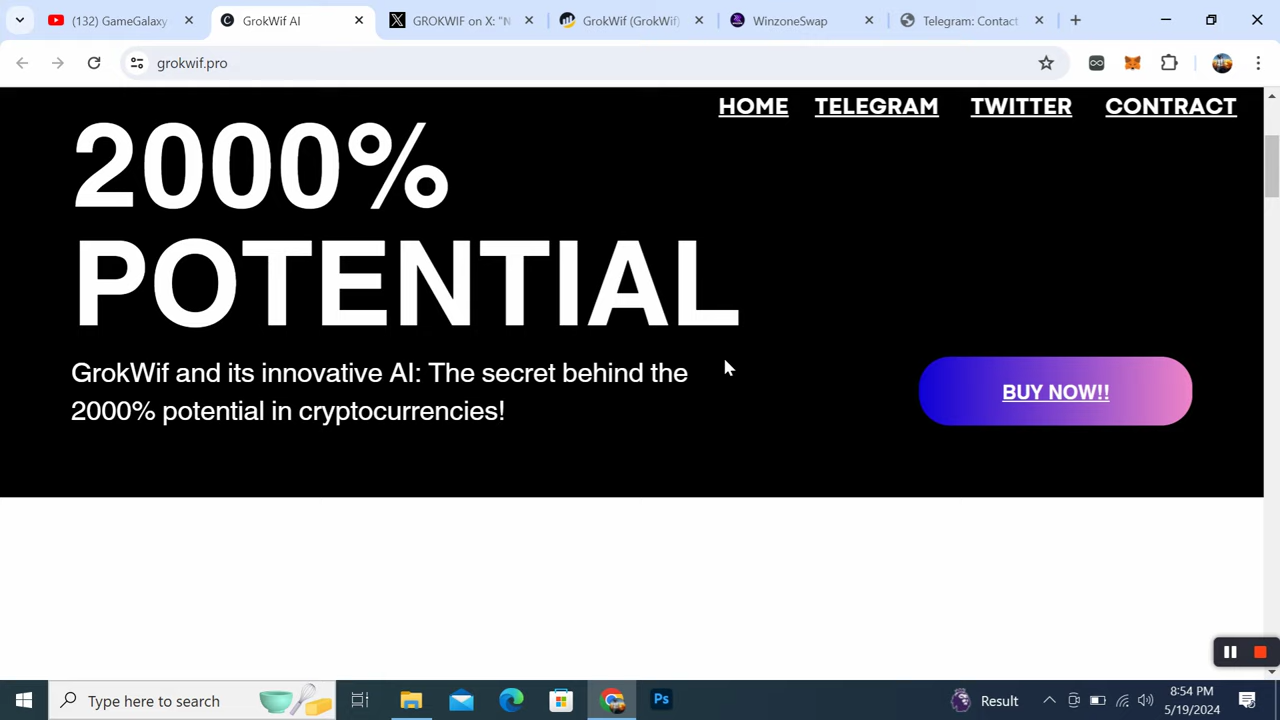 (132) GameGalaxy
GrokWif AI
GROKWIF on X: "N
GrokWif (GrokWif)
WinzoneSwap
Telegram: Contact
grokwif.pro
HOME TELEGRAM TWITTER CONTRACT
2000%
POTENTIAL
GrokWif and its innovative AI: The secret behind the
2000% potential in cryptocurrencies!
BUY NOW!!
Type here to search
Ps
Result
8:54 PM
5/19/2024